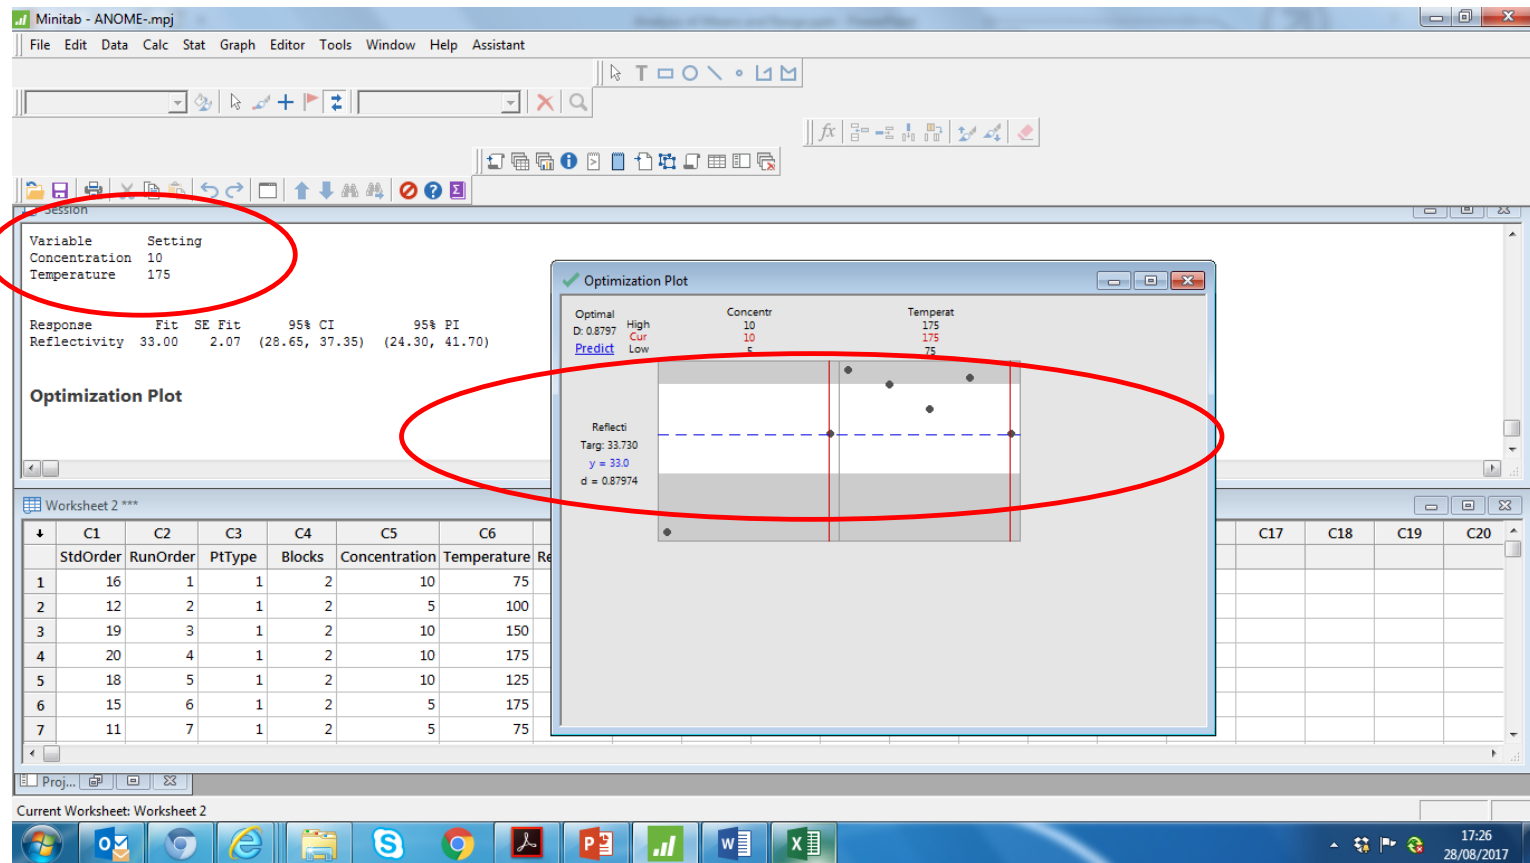 Minitab - ANOME-.mpj
File Edit Data Calc Stat Graph Editor Tools Window Help Assistant
Session
Variable Setting
Concentration 10
Temperature 175
Response Fit SE Fit 95% CI 95% PI
Reflectivity 33.00 2.07 (28.65, 37.35) (24.30, 41.70)
Optimization Plot
Optimization Plot
Optimal
D: 0.8797
Predict
High
Cur
Low
Concentr
10
10
5
Temperat
175
175
75
Reflecti
Targ: 33.730
y = 33.0
d = 0.87974
Worksheet 2 ***
C1 C2 C3 C4 C5 C6 C17 C18 C19 C20
StdOrder RunOrder PtType Blocks Concentration Temperature Re
1 16 1 1 2 10 75
2 12 2 1 2 5 100
3 19 3 1 2 10 150
4 20 4 1 2 10 175
5 18 5 1 2 10 125
6 15 6 1 2 5 175
7 11 7 1 2 5 75
Proj...
Current Worksheet: Worksheet 2
17:26
28/08/2017